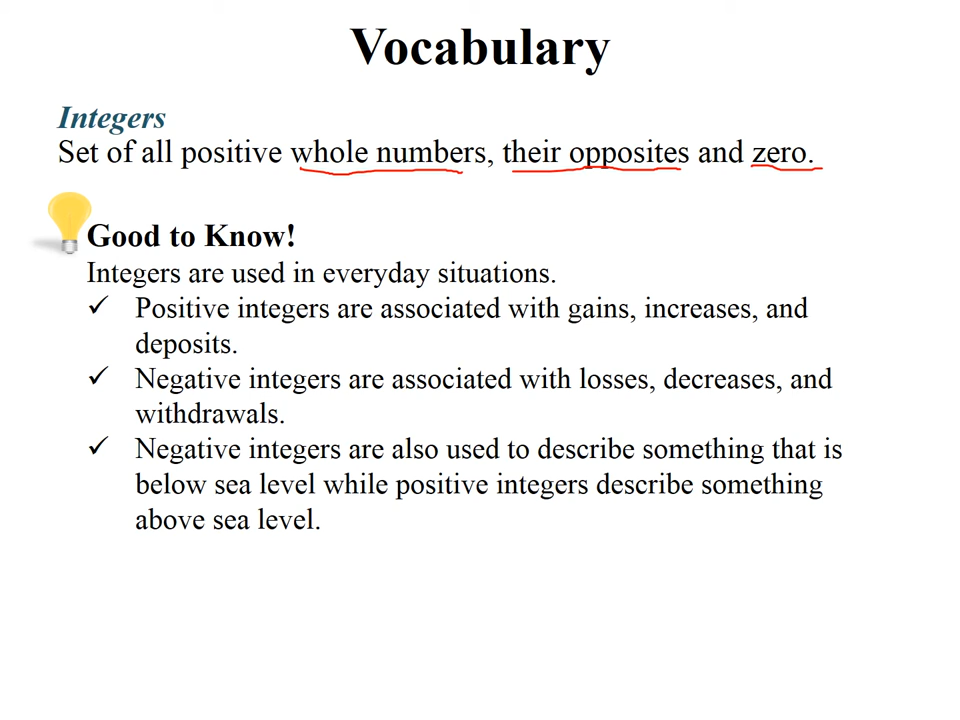 Vocabulary
Integers
Set of all positive whole numbers, their opposites and zero.
Good to Know!
Integers are used in everyday situations.
✓ Positive integers are associated with gains, increases, and
deposits.
✓ Negative integers are associated with losses, decreases, and
withdrawals.
✓ Negative integers are also used to describe something that is
below sea level while positive integers describe something
above sea level.